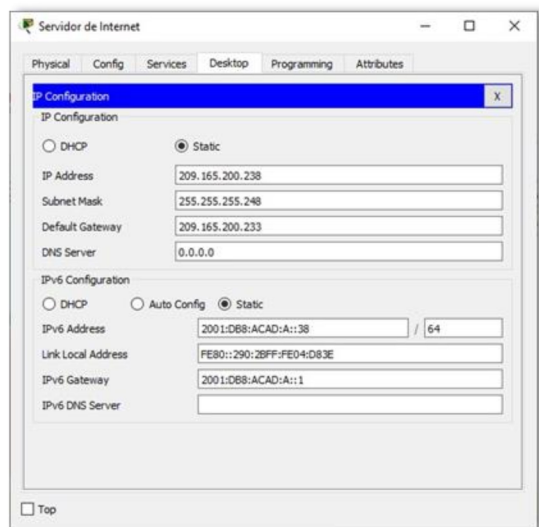 Servidor de Internet
Physical Config Services Desktop Programming Attributes
IP Configuration X
IP Configuration
DHCP Static
IP Address 209.165.200.238
Subnet Mask 255.255.255.248
Default Gateway 209.165.200.233
DNS Server 0.0.0.0
IPv6 Configuration
DHCP Auto Config Static
IPv6 Address 2001:DB8:ACAD:A::38 / 64
Link Local Address FE80::290:2BFF:FE04:D83E
IPv6 Gateway 2001:DB8:ACAD:A::1
IPv6 DNS Server
Top